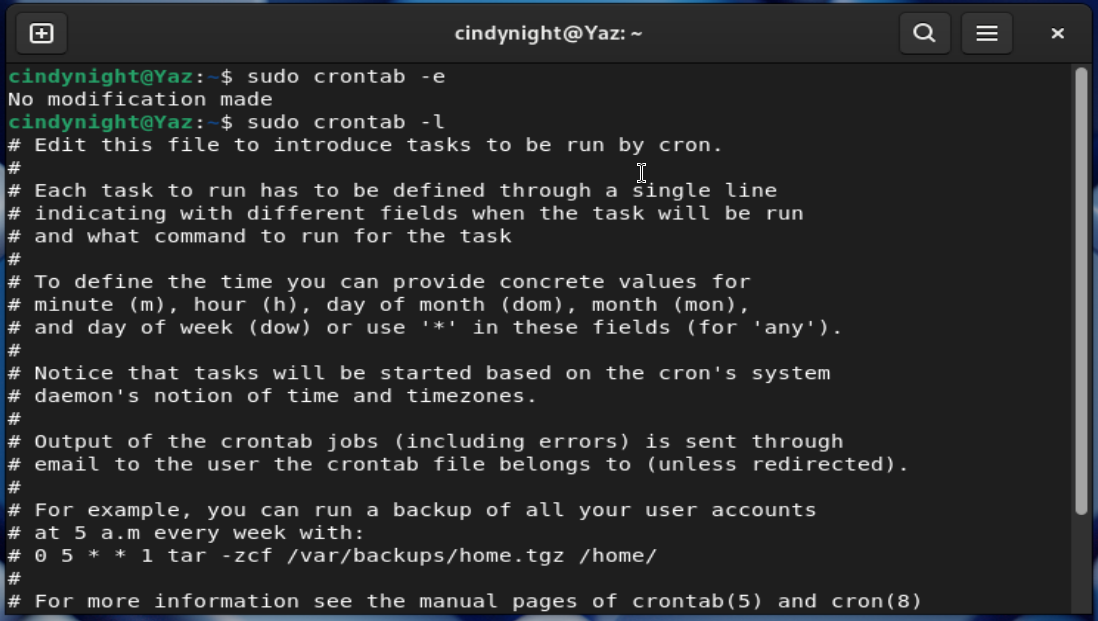 cindynight@Yaz: ~
cindynight@Yaz:~$ sudo crontab -e
No modification made
cindynight@Yaz:~$ sudo crontab -l
# Edit this file to introduce tasks to be run by cron.
#
# Each task to run has to be defined through a single line
# indicating with different fields when the task will be run
# and what command to run for the task
#
# To define the time you can provide concrete values for
# minute (m), hour (h), day of month (dom), month (mon),
# and day of week (dow) or use '*' in these fields (for 'any').
#
# Notice that tasks will be started based on the cron's system
# daemon's notion of time and timezones.
#
# Output of the crontab jobs (including errors) is sent through
# email to the user the crontab file belongs to (unless redirected).
#
# For example, you can run a backup of all your user accounts
# at 5 a.m every week with:
# 0 5 * * 1 tar -zcf /var/backups/home.tgz /home/
#
# For more information see the manual pages of crontab(5) and cron(8)